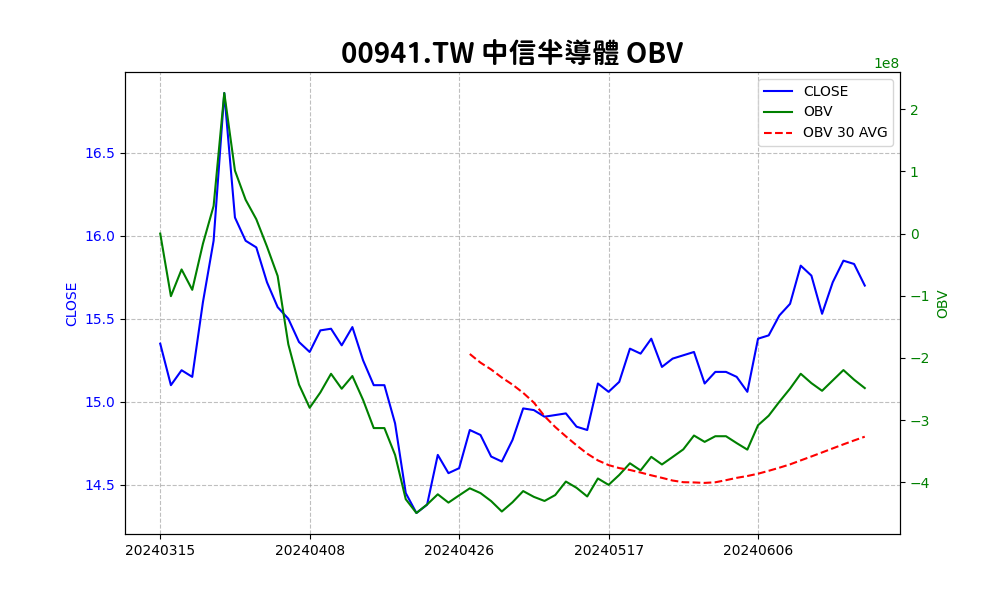 00941.TW 中信半導體 OBV
1e8
CLOSE
OBV
OBV 30 AVG
16.5
16.0
15.5
15.0
14.5
CLOSE
2
1
0
−1
−2
−3
−4
OBV
20240315
20240408
20240426
20240517
20240606